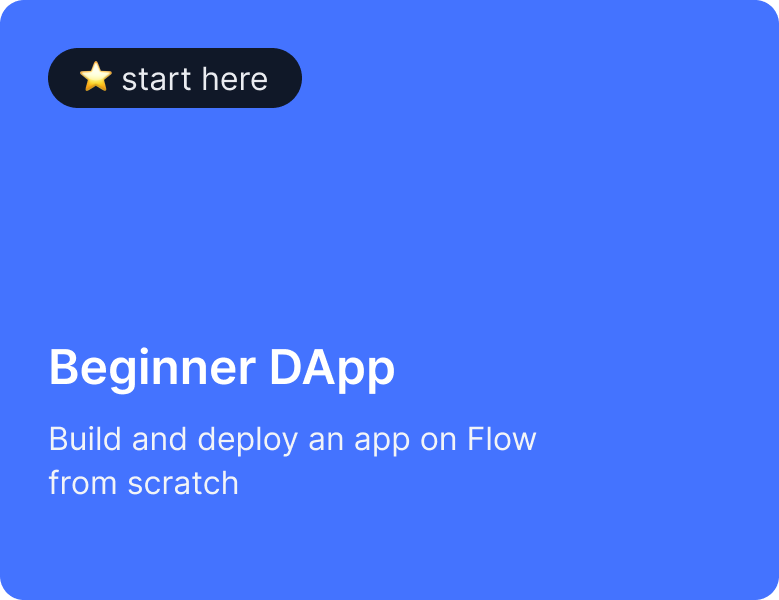 ⭐ start here
Beginner DApp
Build and deploy an app on Flow
from scratch